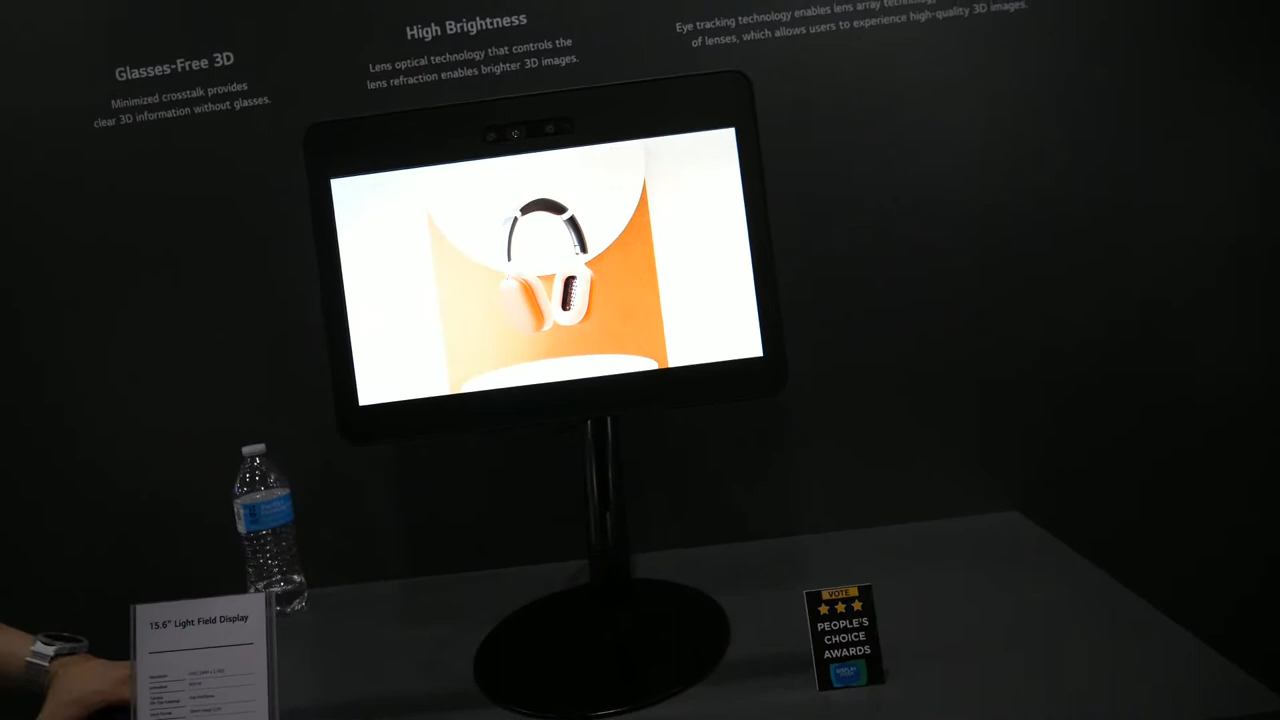 Glasses-Free 3D
Minimized crosstalk provides
clear 3D information without glasses.
High Brightness
Lens optical technology that controls the
lens refraction enables brighter 3D images.
Eye tracking technology enables lens array
of lenses, which allows users to experience high-quality 3D images.
15.6" Light Field Display
VOTE
PEOPLE'S
CHOICE
AWARDS